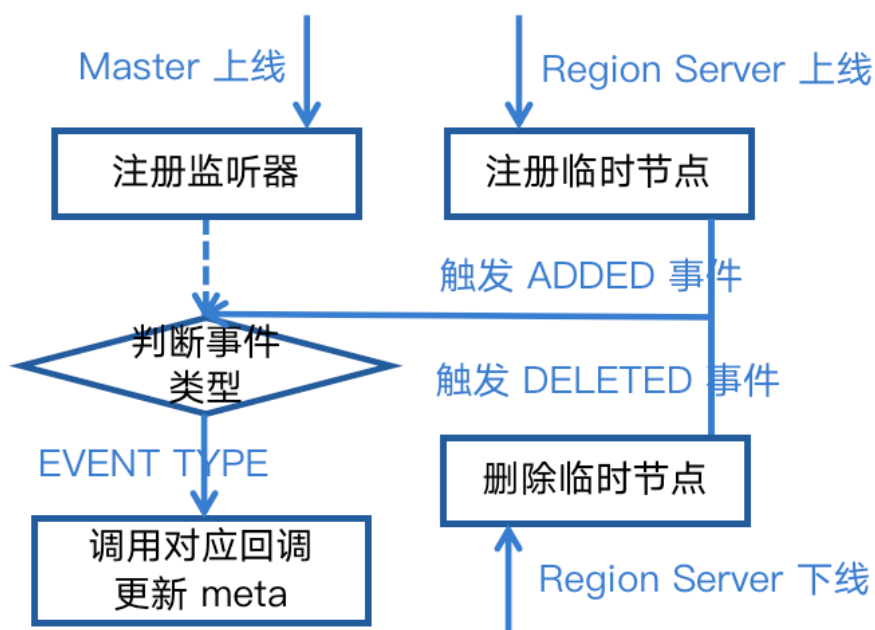 Master 上线
Region Server 上线
注册监听器
注册临时节点
触发 ADDED 事件
判断事件
类型
触发 DELETED 事件
EVENT TYPE
删除临时节点
调用对应回调
更新 meta
Region Server 下线